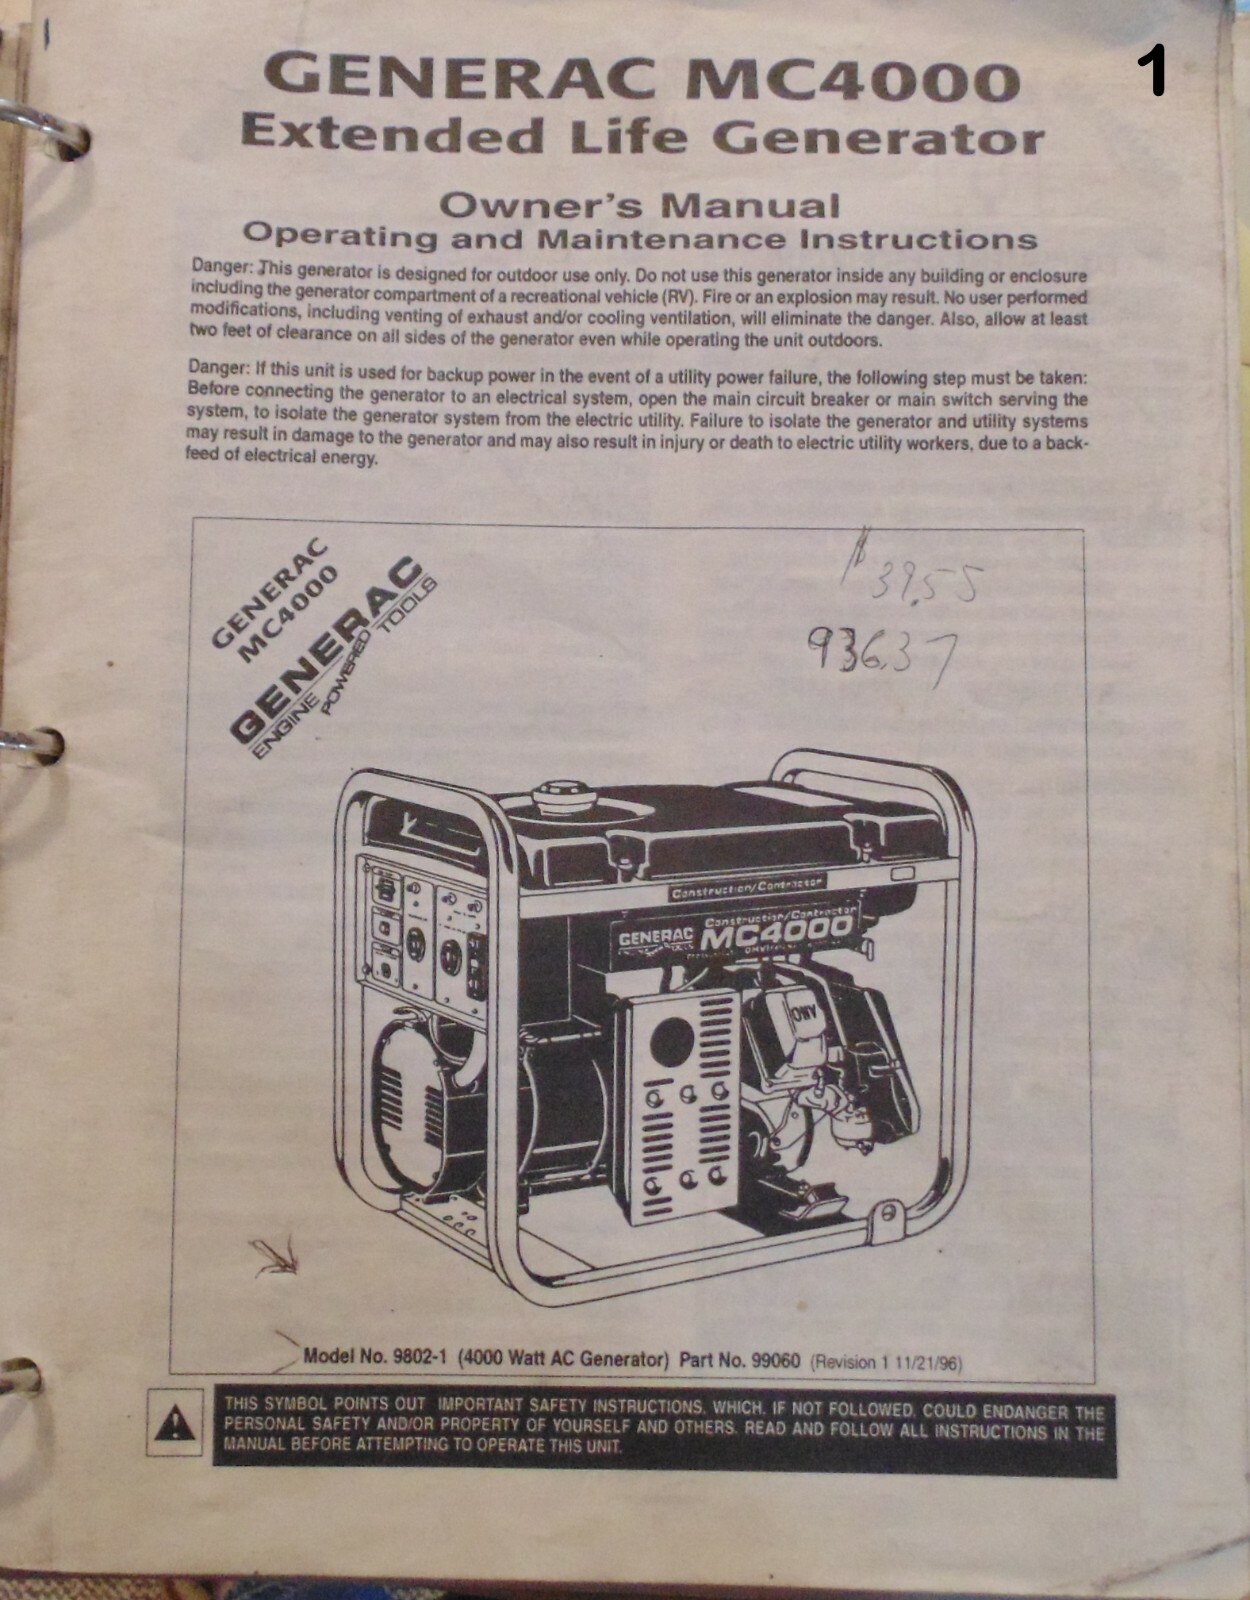 1
GENERAC MC4000
Extended Life Generator
Owner's Manual
Operating and Maintenance Instructions
Danger: This generator is designed for outdoor use only. Do not use this generator inside any building or enclosure
including the generator compartment of a recreational vehicle (RV). Fire or an explosion may result. No user performed
modifications, including venting of exhaust and/or cooling ventilation, will eliminate the danger. Also, allow at least
two feet of clearance on all sides of the generator even while operating the unit outdoors.
Danger: If this unit is used for backup power in the event of a utility power failure, the following step must be taken:
Before connecting the generator to an electrical system, open the main circuit breaker or main switch serving the
system, to isolate the generator system from the electric utility. Failure to isolate the generator and utility systems
may result in damage to the generator and may also result in injury or death to electric utility workers, due to a back-
feed of electrical energy.
GENERAC
MC4000
GENERAC
ENGINE POWERED TOOLS
$ 39.55
936.37
Construction/Contractor
Construction/Contractor
GENERAC MC4000
OHV
Model No. 9802-1 (4000 Watt AC Generator) Part No. 99060 (Revision 1 11/21/96)
THIS SYMBOL POINTS OUT IMPORTANT SAFETY INSTRUCTIONS, WHICH, IF NOT FOLLOWED, COULD ENDANGER THE
PERSONAL SAFETY AND/OR PROPERTY OF YOURSELF AND OTHERS. READ AND FOLLOW ALL INSTRUCTIONS IN THE
MANUAL BEFORE ATTEMPTING TO OPERATE THIS UNIT.